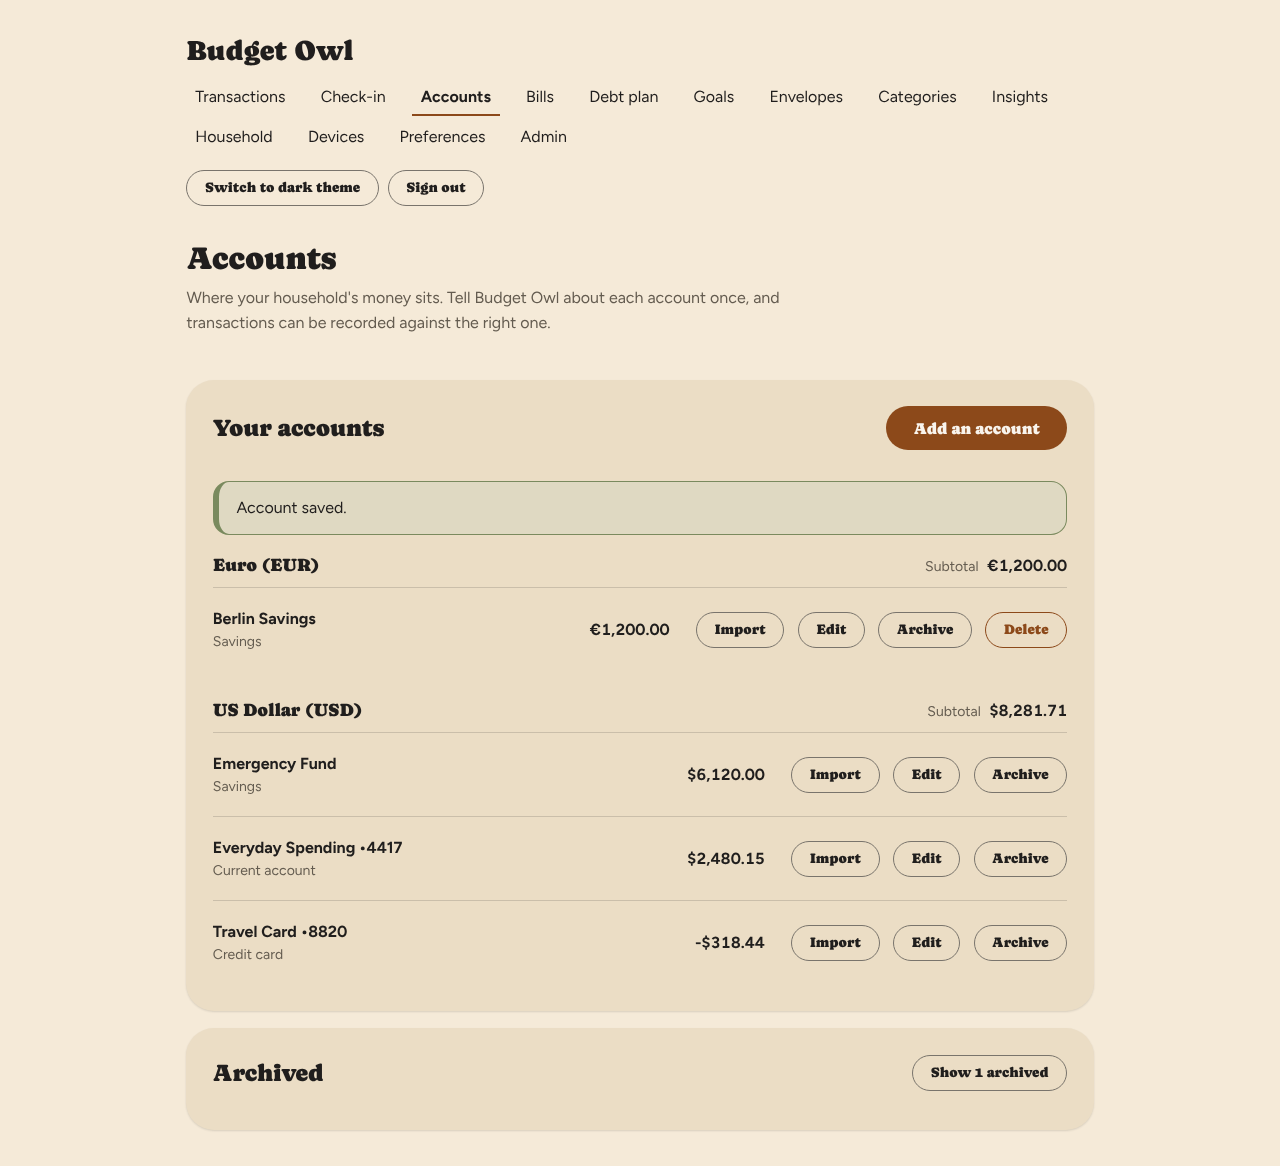 Budget Owl
Transactions Check-in Accounts Bills Debt plan Goals Envelopes Categories Insights
Household Devices Preferences Admin
Switch to dark theme Sign out
Accounts
Where your household's money sits. Tell Budget Owl about each account once, and
transactions can be recorded against the right one.
Your accounts Add an account
Account saved.
Euro (EUR) Subtotal €1,200.00
Berlin Savings
Savings
€1,200.00 Import Edit Archive Delete
US Dollar (USD) Subtotal $8,281.71
Emergency Fund
Savings
$6,120.00 Import Edit Archive
Everyday Spending •4417
Current account
$2,480.15 Import Edit Archive
Travel Card •8820
Credit card
-$318.44 Import Edit Archive
Archived Show 1 archived